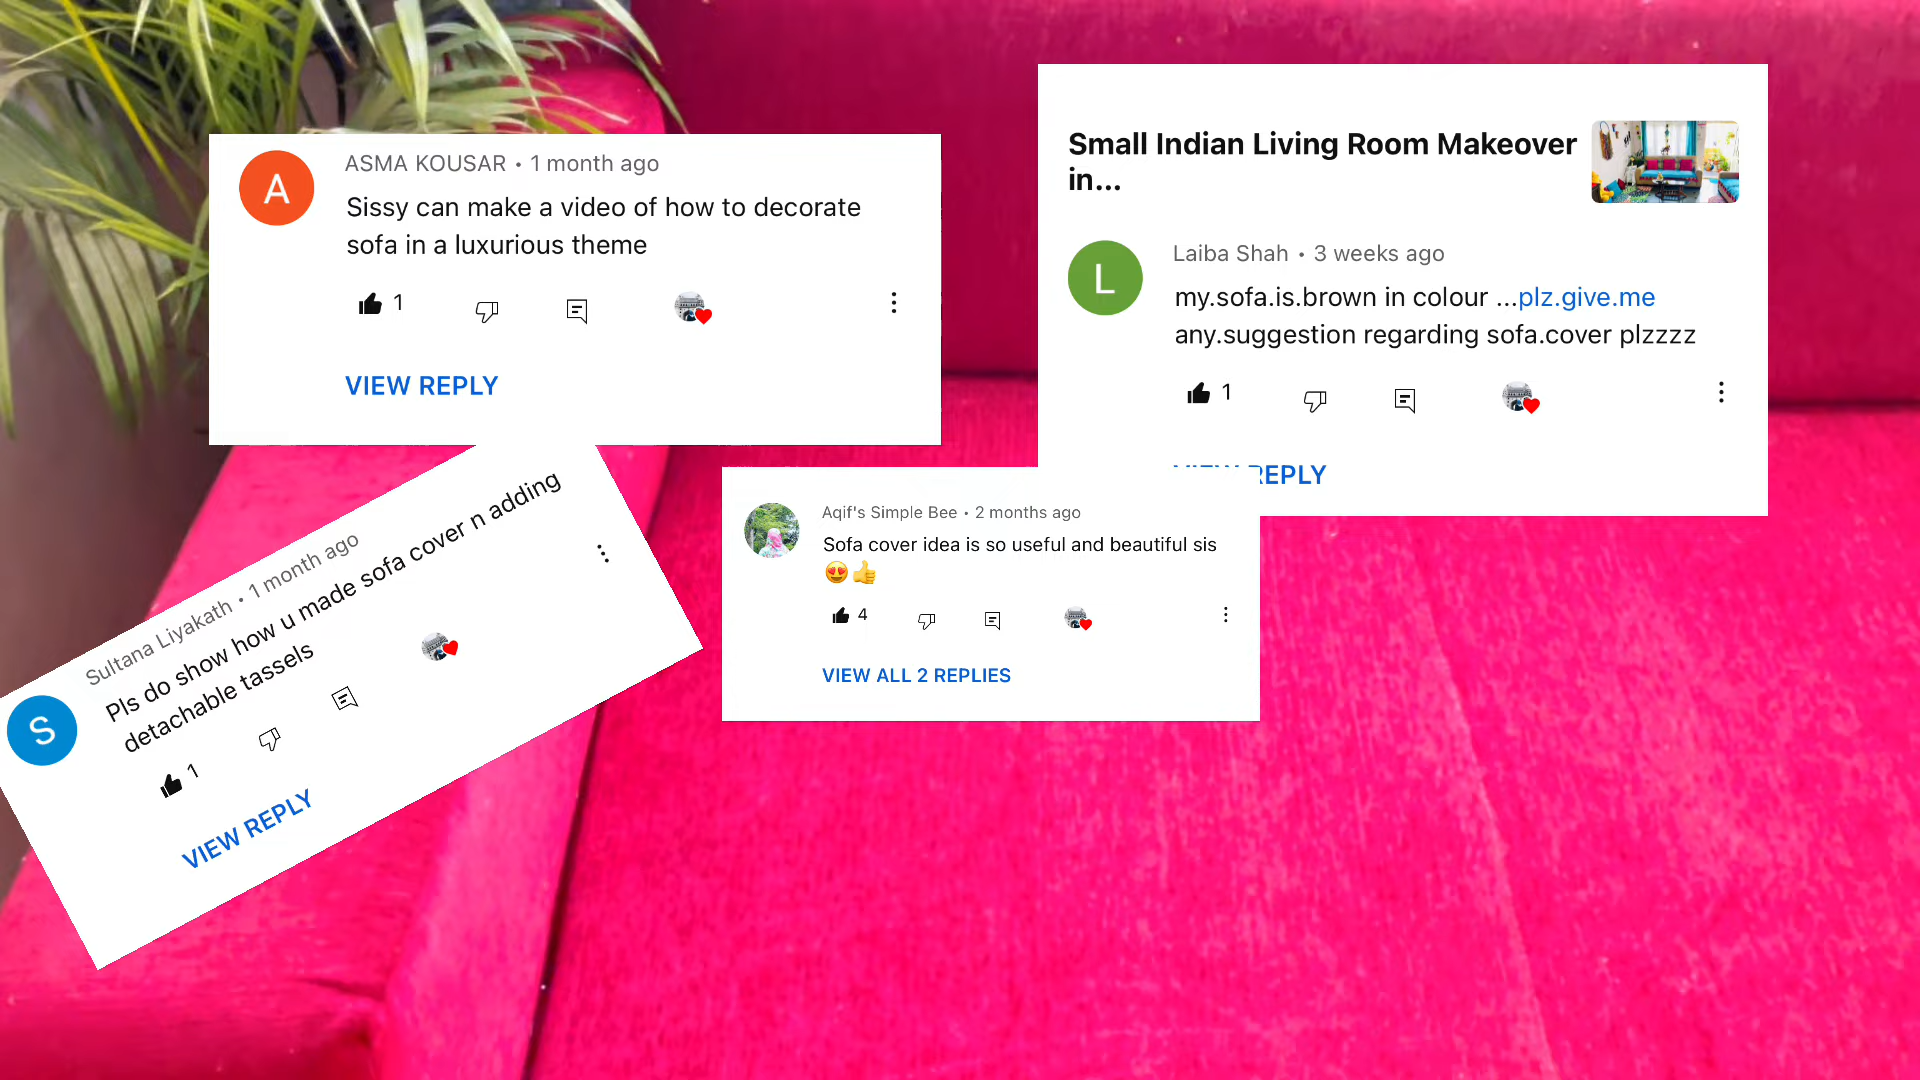 A
ASMA KOUSAR • 1 month ago
Sissy can make a video of how to decorate
sofa in a luxurious theme
1
VIEW REPLY
Small Indian Living Room Makeover
in...
L
Laiba Shah • 3 weeks ago
my.sofa.is.brown in colour ...plz.give.me
any.suggestion regarding sofa.cover plzzzz
1
VIEW REPLY
S
Sultana Liyakath • 1 month ago
Pls do show how u made sofa cover n adding
detachable tassels
1
VIEW REPLY
Aqif's Simple Bee • 2 months ago
Sofa cover idea is so useful and beautiful sis
😍👍
4
VIEW ALL 2 REPLIES